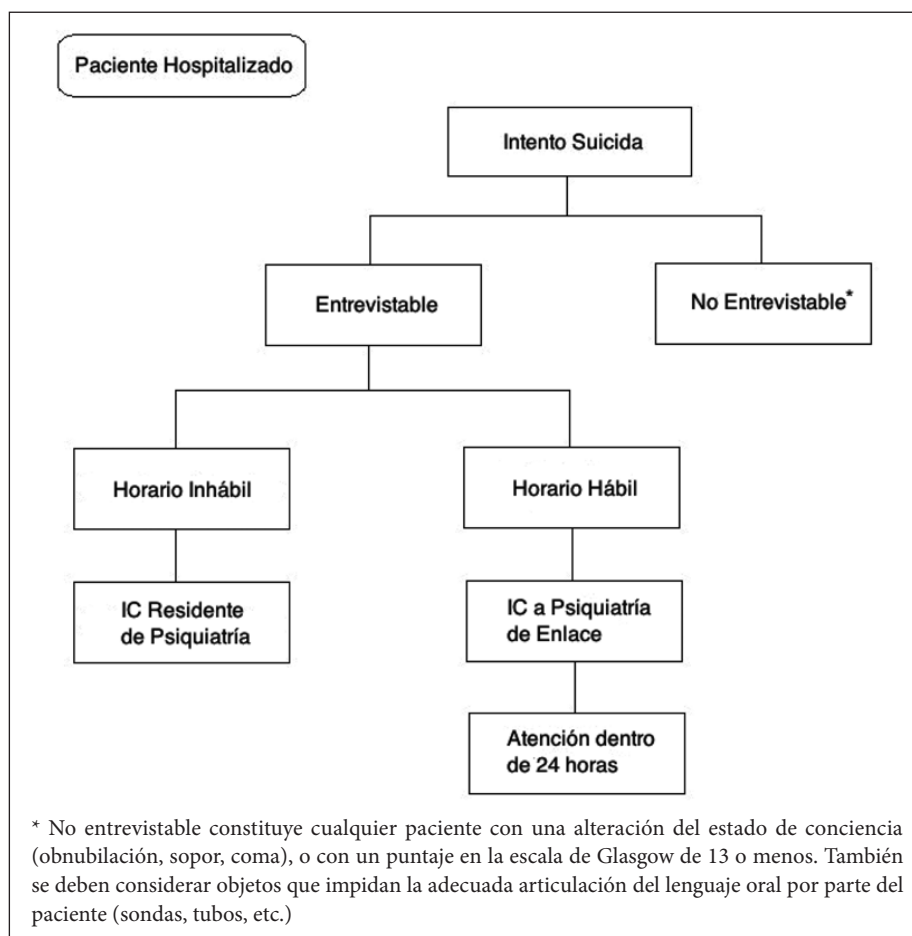 Paciente Hospitalizado
Intento Suicida
Entrevistable
No Entrevistable*
Horario Inhábil
Horario Hábil
IC Residente
de Psiquiatría
IC a Psiquiatría
de Enlace
Atención dentro
de 24 horas
* No entrevistable constituye cualquier paciente con una alteración del estado de conciencia
(obnubilación, sopor, coma), o con un puntaje en la escala de Glasgow de 13 o menos. También
se deben considerar objetos que impidan la adecuada articulación del lenguaje oral por parte del
paciente (sondas, tubos, etc.)